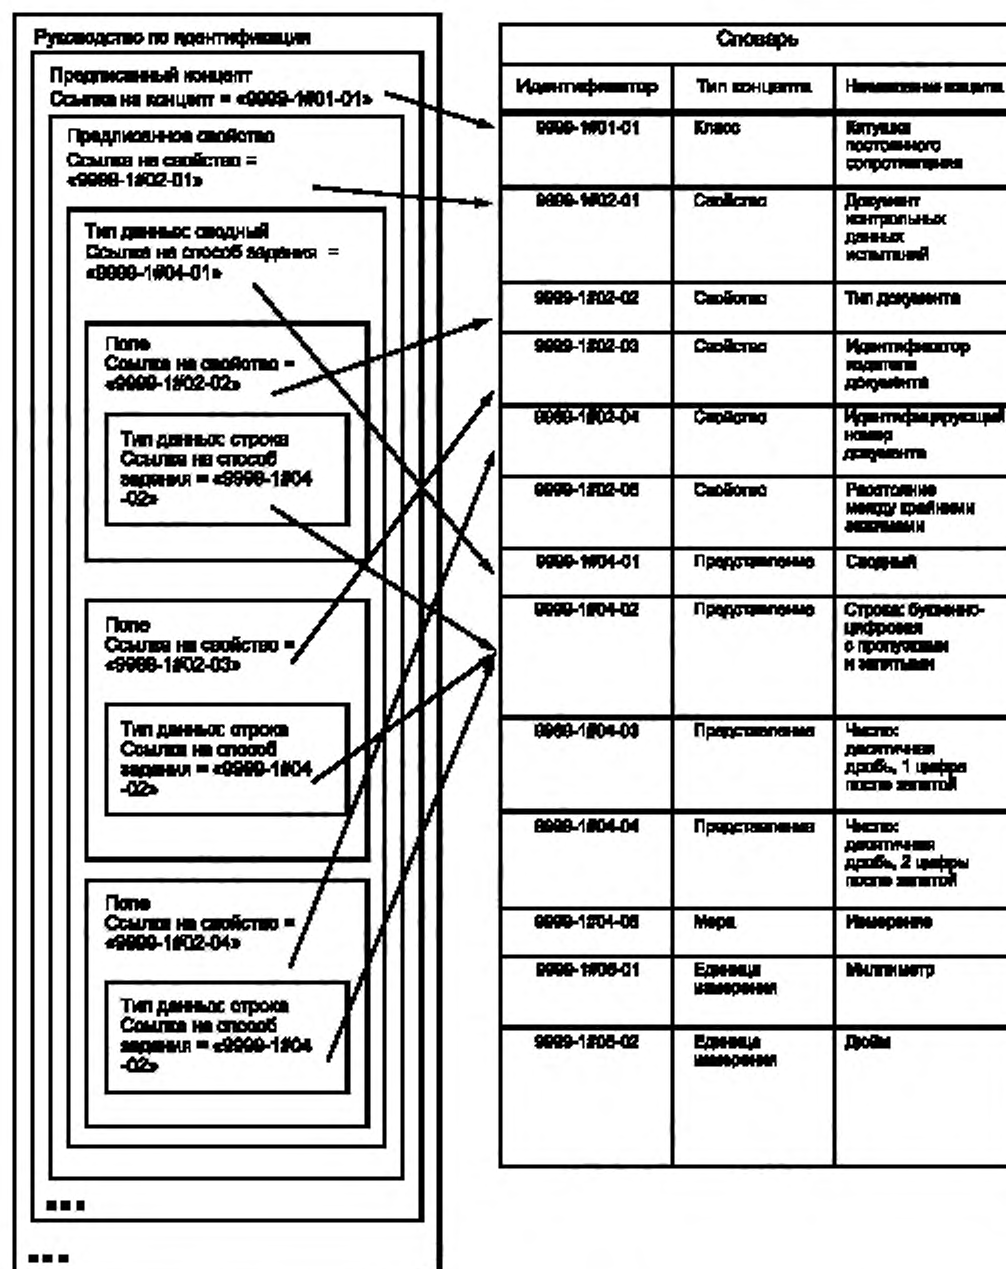 Руководство по идентификации
Предписанный концепт
Ссылка на концепт = «9999-1#01-01»
Предписанное свойство
Ссылка на свойство =
«9999-1#02-01»
Тип данных: сводный
Ссылка на способ задания =
«9999-1#04-01»
Поле
Ссылка на свойство =
«9999-1#02-02»
Тип данных: строка
Ссылка на способ
задания = «9999-1#04
-02»
Поле
Ссылка на свойство =
«9999-1#02-03»
Тип данных: строка
Ссылка на способ
задания = «9999-1#04
-02»
Поле
Ссылка на свойство =
«9999-1#02-04»
Тип данных: строка
Ссылка на способ
задания = «9999-1#04
-02»
Словарь
Идентификатор Тип концепта Наименование концепта
9999-1#01-01 Класс Катушка
постоянного
сопротивления
9999-1#02-01 Свойство Документ
контрольных
данных
испытаний
9999-1#02-02 Свойство Тип документа
9999-1#02-03 Свойство Идентификатор
издателя
документа
9999-1#02-04 Свойство Идентифицирующий
номер
документа
9999-1#02-05 Свойство Расстояние
между крайними
зажимами
9999-1#04-01 Представление Сводный
9999-1#04-02 Представление Строка: буквенно-
цифровая
с пропусками
и запятыми
9999-1#04-03 Представление Число:
десятичная
дробь, 1 цифра
после запятой
9999-1#04-04 Представление Число:
десятичная
дробь, 2 цифры
после запятой
9999-1#04-05 Мера Измерение
9999-1#05-01 Единица
измерения Миллиметр
9999-1#05-02 Единица
измерения Дюйм